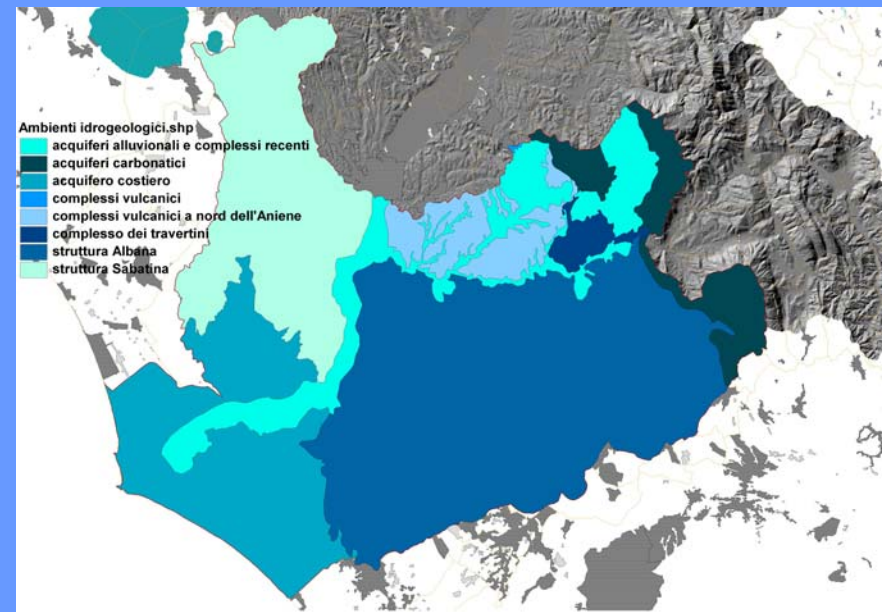 Ambienti idrogeologici.shp
acquiferi alluvionali e complessi recenti
acquiferi carbonatici
acquifero costiero
complessi vulcanici
complessi vulcanici a nord dell'Aniene
complesso dei travertini
struttura Albana
struttura Sabatina